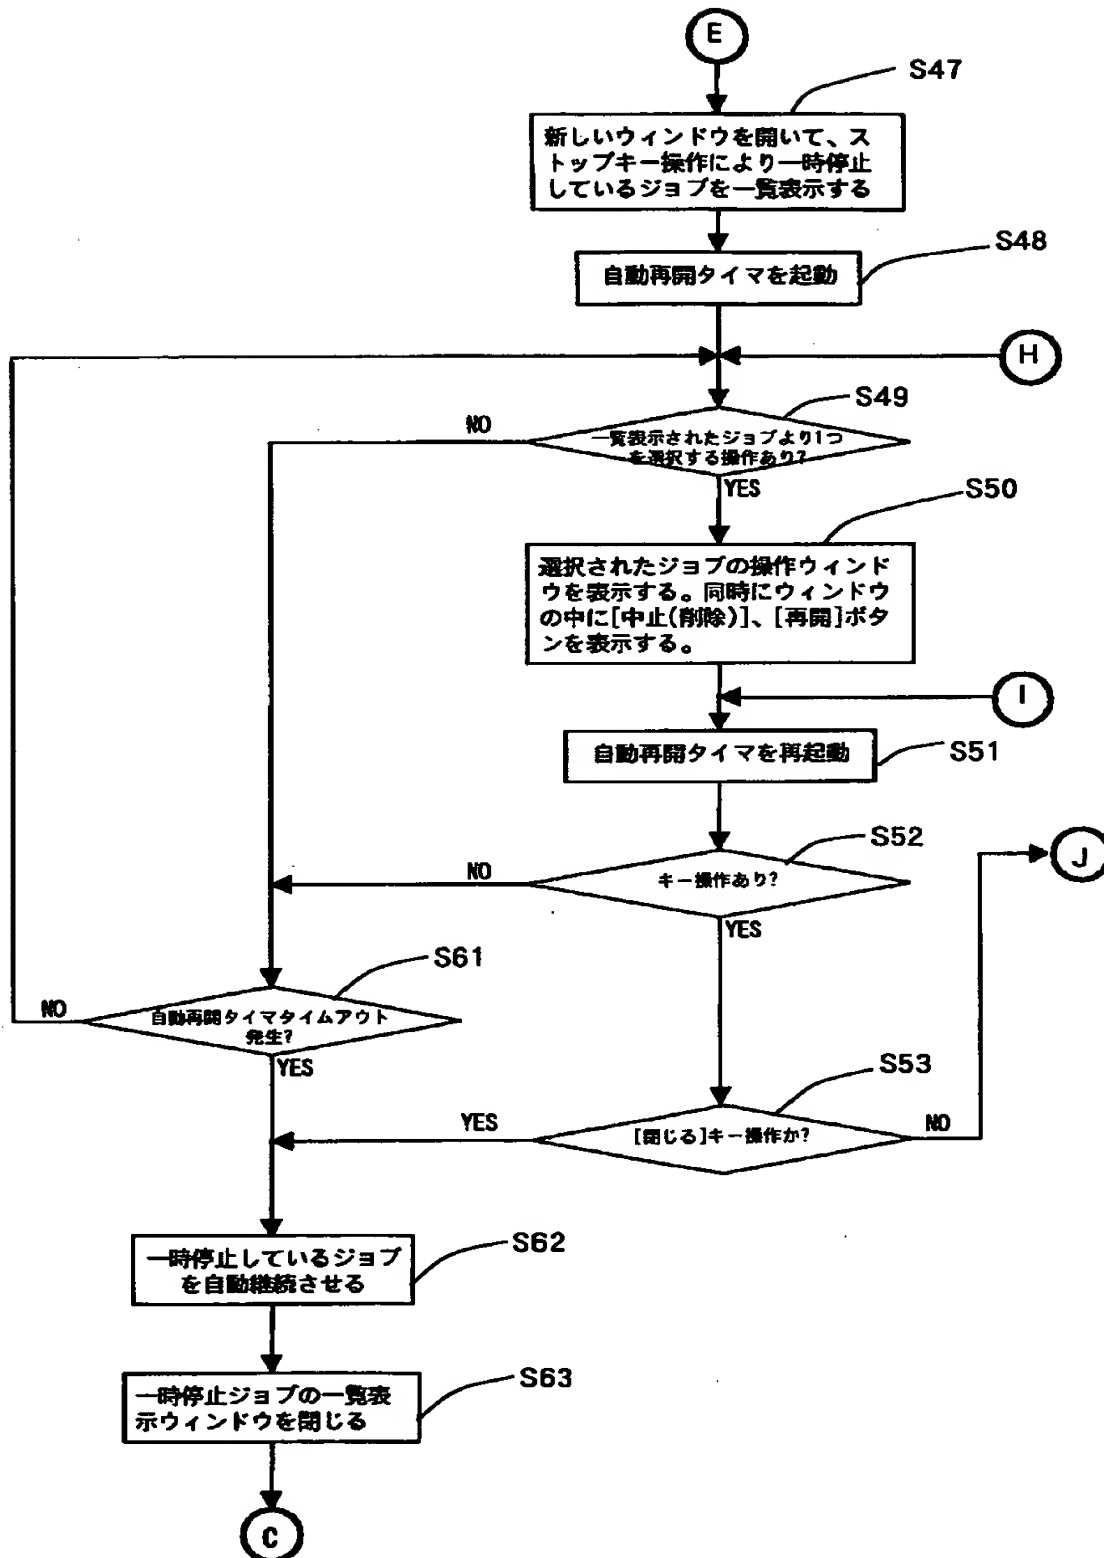 E
S47
新しいウィンドウを開いて、ス
トップキー操作により一時停止
しているジョブを一覧表示する
S48
自動再開タイマを起動
H
S49
NO
一覧表示されたジョブより1つ
を選択する操作あり?
YES
S50
選択されたジョブの操作ウィンド
ウを表示する。同時にウィンドウ
の中に[中止(削除)]、[再開]ボタ
ンを表示する。
I
自動再開タイマを再起動
S51
S52
J
NO
キー操作あり?
YES
S61
NO
自動再開タイマタイムアウト
発生?
YES
S53
YES
[閉じる]キー操作か?
NO
S62
一時停止しているジョブ
を自動継続させる
S63
一時停止ジョブの一覧表
示ウィンドウを閉じる
C